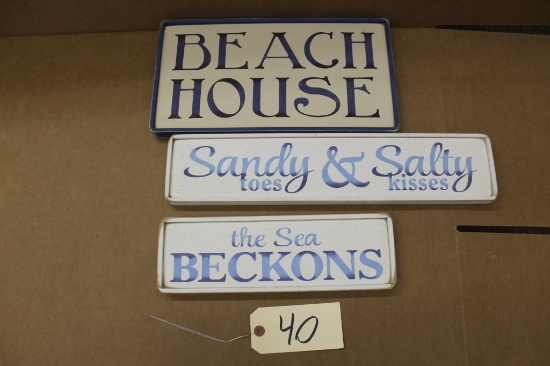 BEACH
HOUSE
Sandy & Salty
toes kisses
the Sea
BECKONS
40